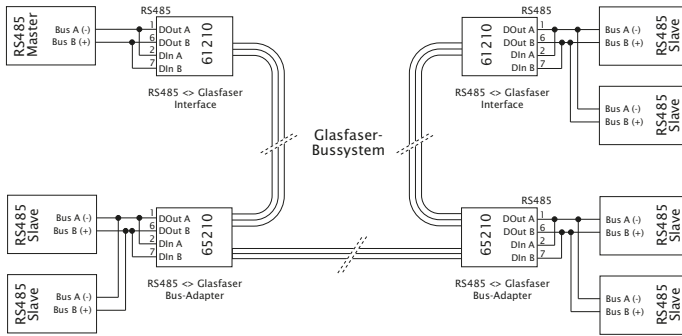 RS485
RS485 Master
Bus A (-)
Bus B (+)
1
6
2
7
DOut A
DOut B
DIn A
DIn B
61210
RS485 <> Glasfaser
Interface
RS485
61210
DOut A
DOut B
DIn A
DIn B
1
6
2
7
RS485 <> Glasfaser
Interface
Bus A (-)
Bus B (+)
RS485
Slave
Bus A (-)
Bus B (+)
RS485
Slave
Glasfaser-
Bussystem
RS485
Slave
Bus A (-)
Bus B (+)
1
6
2
7
DOut A
DOut B
DIn A
DIn B
65210
RS485 <> Glasfaser
Bus-Adapter
RS485
Slave
Bus A (-)
Bus B (+)
RS485
65210
DOut A
DOut B
DIn A
DIn B
1
6
2
7
RS485 <> Glasfaser
Bus-Adapter
Bus A (-)
Bus B (+)
RS485
Slave
Bus A (-)
Bus B (+)
RS485
Slave